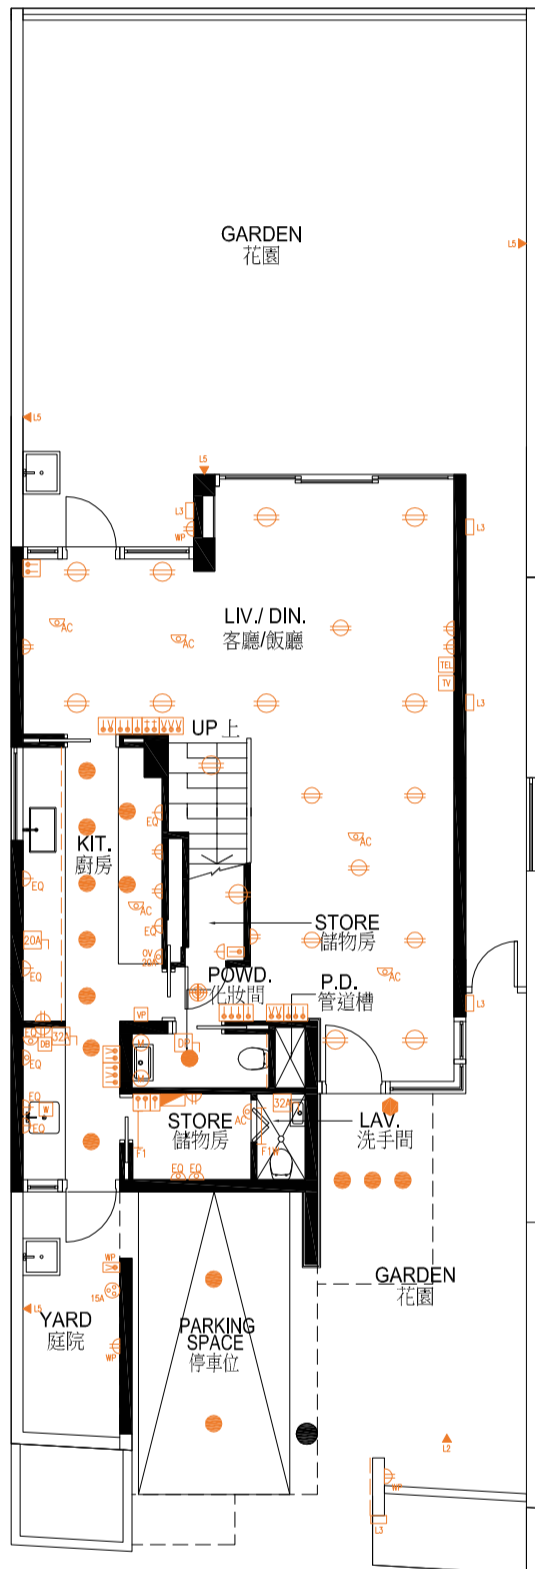 GARDEN
花園
L5
L5
L5
L3
WP
L3
LIV./ DIN.
客廳/飯廳
AC
AC
TEL
TV
L3
UP 上
EQ
KIT.
廚房
AC
EQ
AC
EQ
STORE
儲物房
20A
EQ
OV
20A
POWD.
化妝間
P.D.
管道槽
AC
L3
VP
EQ
32A
DB
EQ
DP
M
EQ
W
EQ
32A
AC
STORE
儲物房
LAV.
洗手間
F1
F1W
EQ
EQ
WP
15A
L5
YARD
庭院
WP
PARKING
SPACE
停車位
GARDEN
花園
L2
WP
L3